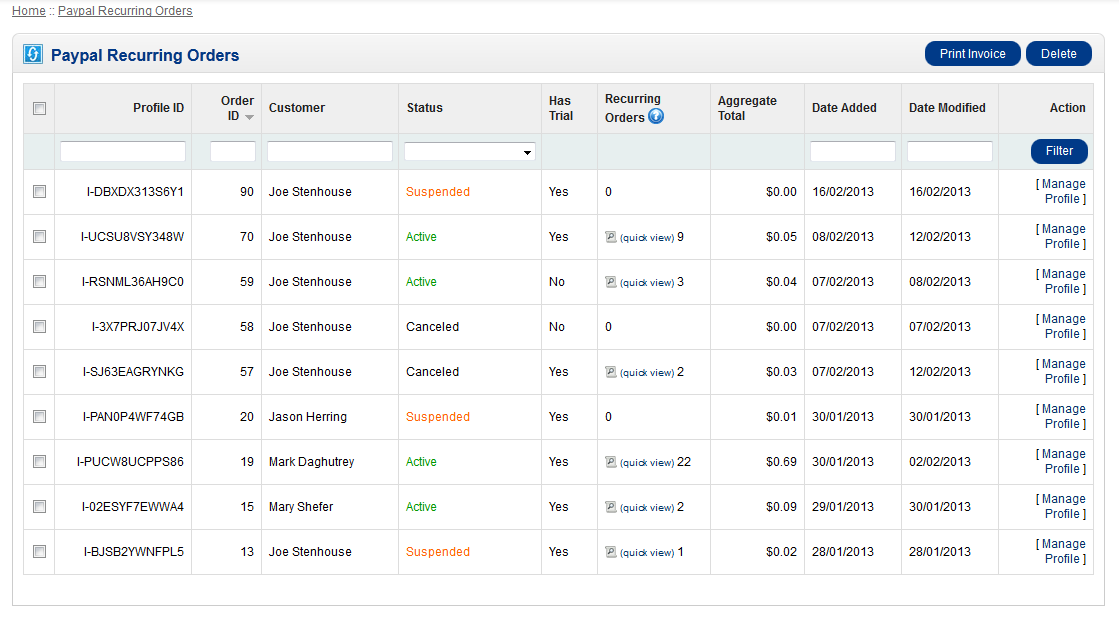 Home :: Paypal Recurring Orders
Paypal Recurring Orders
Print Invoice
Delete
Profile ID
Order ID
Customer
Status
Has Trial
Recurring Orders ?
Aggregate Total
Date Added
Date Modified
Action
Filter
I-DBXDX313S6Y1 90 Joe Stenhouse Suspended Yes 0 $0.00 16/02/2013 16/02/2013 [ Manage Profile ]
I-UCSU8VSY348W 70 Joe Stenhouse Active Yes (quick view) 9 $0.05 08/02/2013 12/02/2013 [ Manage Profile ]
I-RSNML36AH9C0 59 Joe Stenhouse Active No (quick view) 3 $0.04 07/02/2013 08/02/2013 [ Manage Profile ]
I-3X7PRJ07JV4X 58 Joe Stenhouse Canceled No 0 $0.00 07/02/2013 07/02/2013 [ Manage Profile ]
I-SJ63EAGRYNKG 57 Joe Stenhouse Canceled Yes (quick view) 2 $0.03 07/02/2013 12/02/2013 [ Manage Profile ]
I-PAN0P4WF74GB 20 Jason Herring Suspended Yes 0 $0.01 30/01/2013 30/01/2013 [ Manage Profile ]
I-PUCW8UCPPS86 19 Mark Daghutrey Active Yes (quick view) 22 $0.69 30/01/2013 02/02/2013 [ Manage Profile ]
I-02ESYF7EWWA4 15 Mary Shefer Active Yes (quick view) 2 $0.09 29/01/2013 30/01/2013 [ Manage Profile ]
I-BJSB2YWNFPL5 13 Joe Stenhouse Suspended Yes (quick view) 1 $0.02 28/01/2013 28/01/2013 [ Manage Profile ]